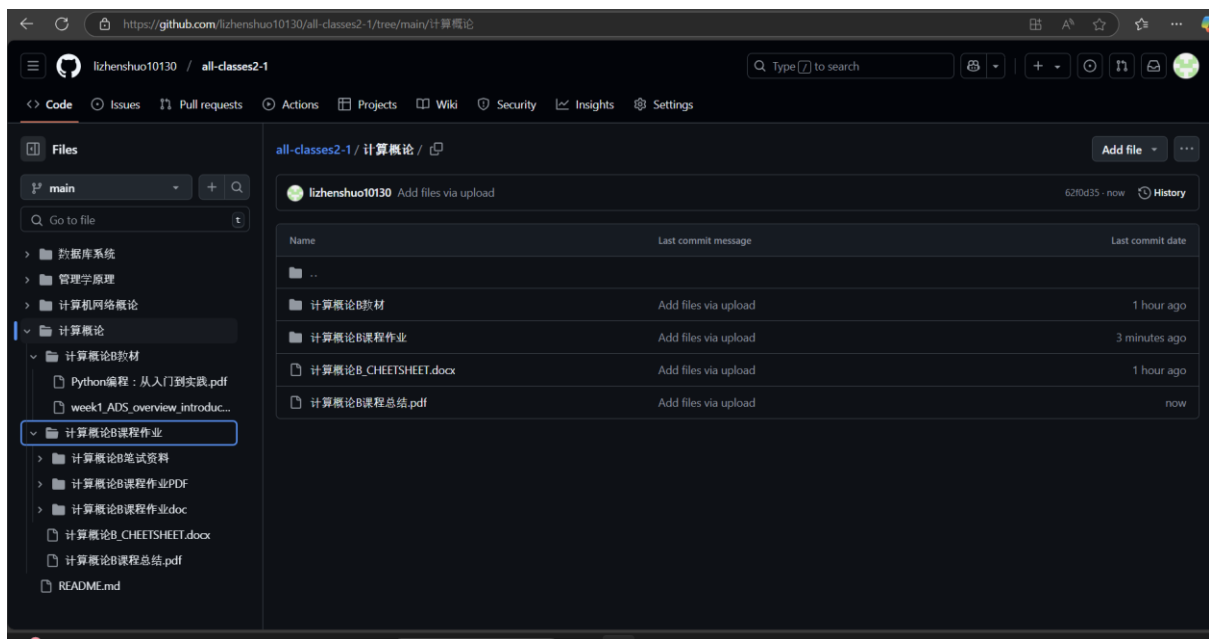 https://github.com/lizhenshuo10130/all-classes2-1/tree/main/计算概论
lizhenshuo10130 / all-classes2-1
Type / to search
Code Issues Pull requests Actions Projects Wiki Security Insights Settings
Files
main
Go to file t
数据库系统
管理学原理
计算机网络概论
计算概论
计算概论B教材
Python编程：从入门到实践.pdf
week1_ADS_overview_introduc...
计算概论B课程作业
计算概论B笔试资料
计算概论B课程作业PDF
计算概论B课程作业doc
计算概论B_CHEETSHEET.docx
计算概论B课程总结.pdf
README.md
all-classes2-1 / 计算概论 /
Add file
lizhenshuo10130 Add files via upload
62f0d35 · now History
Name Last commit message Last commit date
..
计算概论B教材 Add files via upload 1 hour ago
计算概论B课程作业 Add files via upload 3 minutes ago
计算概论B_CHEETSHEET.docx Add files via upload 1 hour ago
计算概论B课程总结.pdf Add files via upload now